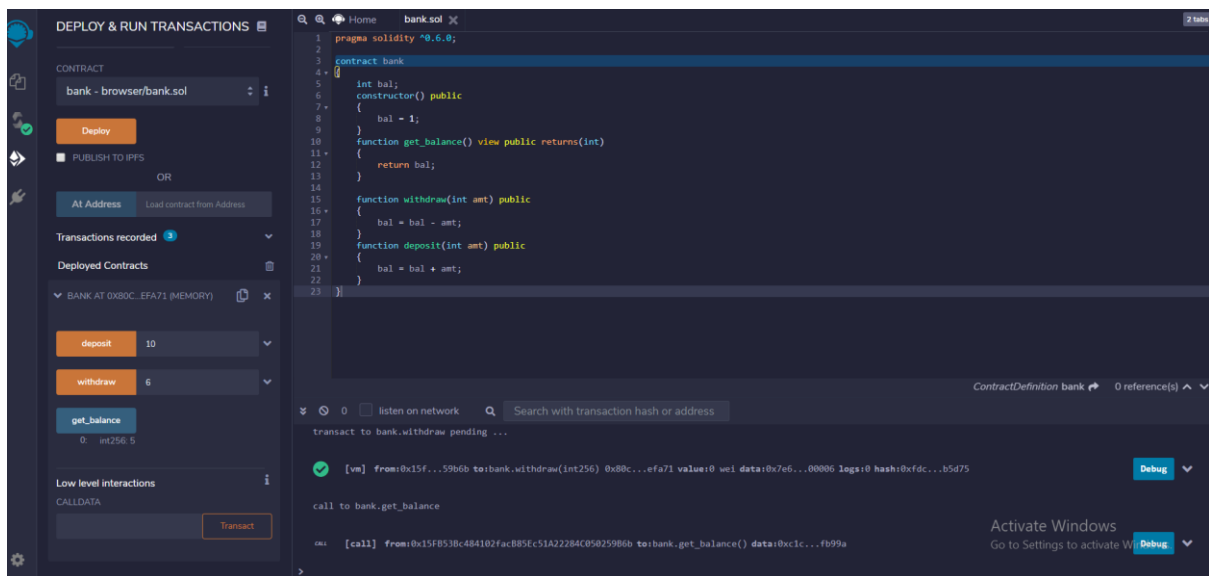 DEPLOY & RUN TRANSACTIONS
CONTRACT
bank - browser/bank.sol
i
Deploy
PUBLISH TO IPFS
OR
At Address Load contract from Address
Transactions recorded 3
Deployed Contracts
BANK AT 0X80C...EFA71 (MEMORY)
deposit 10
withdraw 6
get_balance
0: int256: 5
Low level interactions
i
CALLDATA
Transact
Home bank.sol 2 tabs
1 pragma solidity ^0.6.0;
2
3 contract bank
4 {
5 int bal;
6 constructor() public
7 {
8 bal = 1;
9 }
10 function get_balance() view public returns(int)
11 {
12 return bal;
13 }
14
15 function withdraw(int amt) public
16 {
17 bal = bal - amt;
18 }
19 function deposit(int amt) public
20 {
21 bal = bal + amt;
22 }
23 }
ContractDefinition bank 0 reference(s)
0 listen on network Search with transaction hash or address
transact to bank.withdraw pending ...
[vm] from:0x15f...59b6b to:bank.withdraw(int256) 0x80c...efa71 value:0 wei data:0x7e6...00006 logs:0 hash:0xfdc...b5d75 Debug
call to bank.get_balance
CALL [call] from:0x15FB53Bc484102facB85Ec51A22284C050259B6b to:bank.get_balance() data:0xc1c...fb99a Debug
>
Activate Windows
Go to Settings to activate